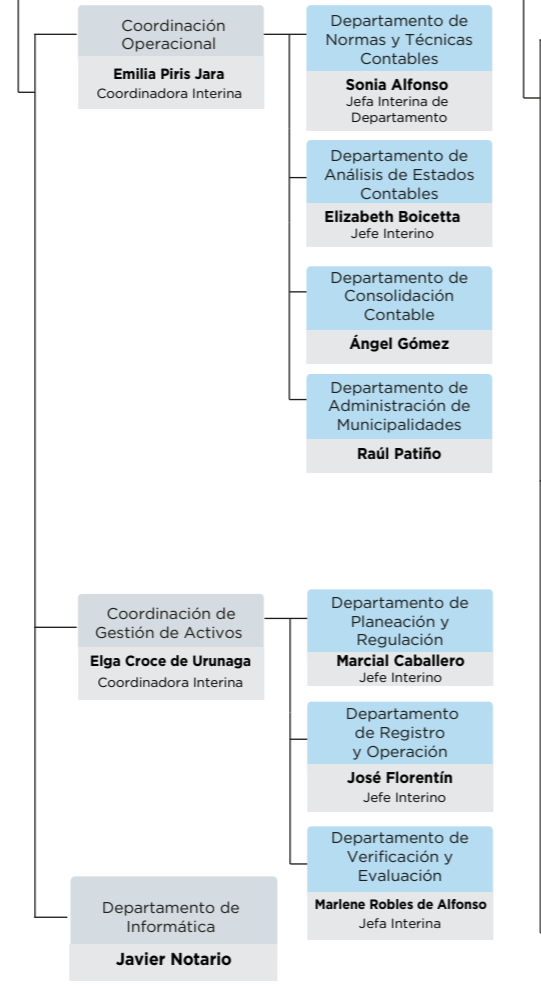 Coordinación
Operacional
Emilia Piris Jara
Coordinadora Interina
Departamento de
Normas y Técnicas
Contables
Sonia Alfonso
Jefa Interina de
Departamento
Departamento de
Análisis de Estados
Contables
Elizabeth Boicetta
Jefe Interino
Departamento de
Consolidación
Contable
Ángel Gómez
Departamento de
Administración de
Municipalidades
Raúl Patiño
Coordinación de
Gestión de Activos
Elga Croce de Urunaga
Coordinadora Interina
Departamento de
Planeación y
Regulación
Marcial Caballero
Jefe Interino
Departamento
de Registro
y Operación
José Florentín
Jefe Interino
Departamento de
Verificación y
Evaluación
Marlene Robles de Alfonso
Jefa Interina
Departamento de
Informática
Javier Notario